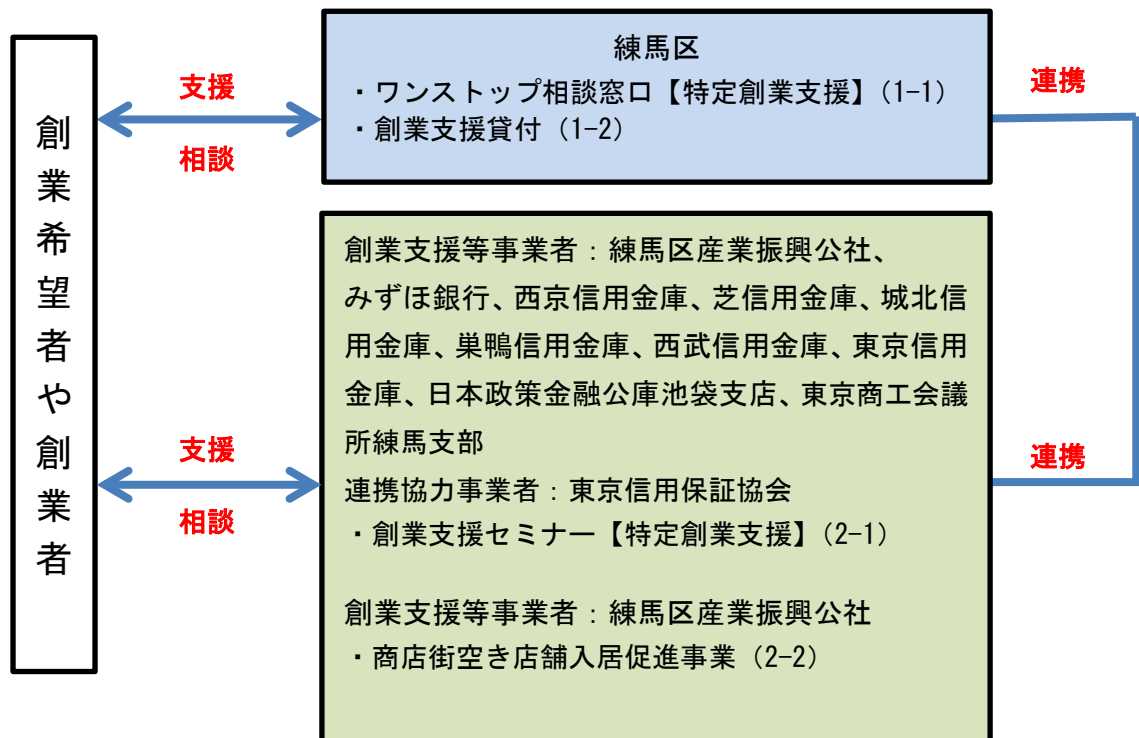 創業希望者や創業者
支援
相談
練馬区
・ワンストップ相談窓口【特定創業支援】(1-1)
・創業支援貸付(1-2)
連携
創業支援等事業者：練馬区産業振興公社、
みずほ銀行、西京信用金庫、芝信用金庫、城北信
用金庫、巣鴨信用金庫、西武信用金庫、東京信用
金庫、日本政策金融公庫池袋支店、東京商工会議
所練馬支部
連携協力事業者：東京信用保証協会
・創業支援セミナー【特定創業支援】(2-1)
創業支援等事業者：練馬区産業振興公社
・商店街空き店舗入居促進事業(2-2)
支援
相談
連携